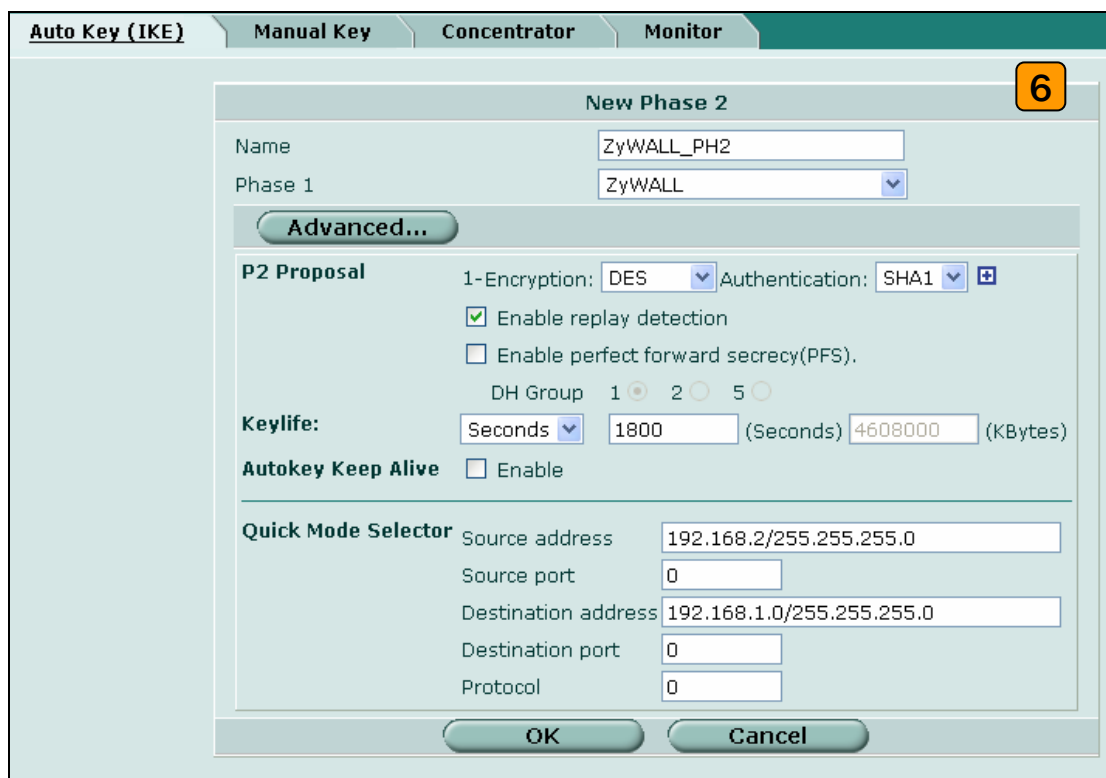 Auto Key (IKE) Manual Key Concentrator Monitor
6
New Phase 2
Name ZyWALL_PH2
Phase 1 ZyWALL
Advanced...
P2 Proposal 1-Encryption: DES Authentication: SHA1
Enable replay detection
Enable perfect forward secrecy(PFS).
DH Group 1 2 5
Keylife: Seconds 1800 (Seconds) 4608000 (KBytes)
Autokey Keep Alive Enable
Quick Mode Selector Source address 192.168.2/255.255.255.0
Source port 0
Destination address 192.168.1.0/255.255.255.0
Destination port 0
Protocol 0
OK Cancel